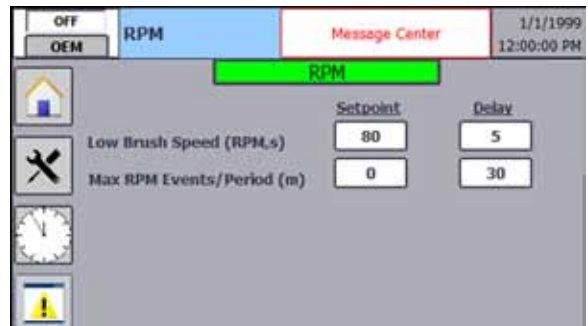 OFF
OEM
RPM
Message Center
1/1/1999
12:00:00 PM
RPM
Setpoint Delay
Low Brush Speed (RPM,s) 80 5
Max RPM Events/Period (m) 0 30